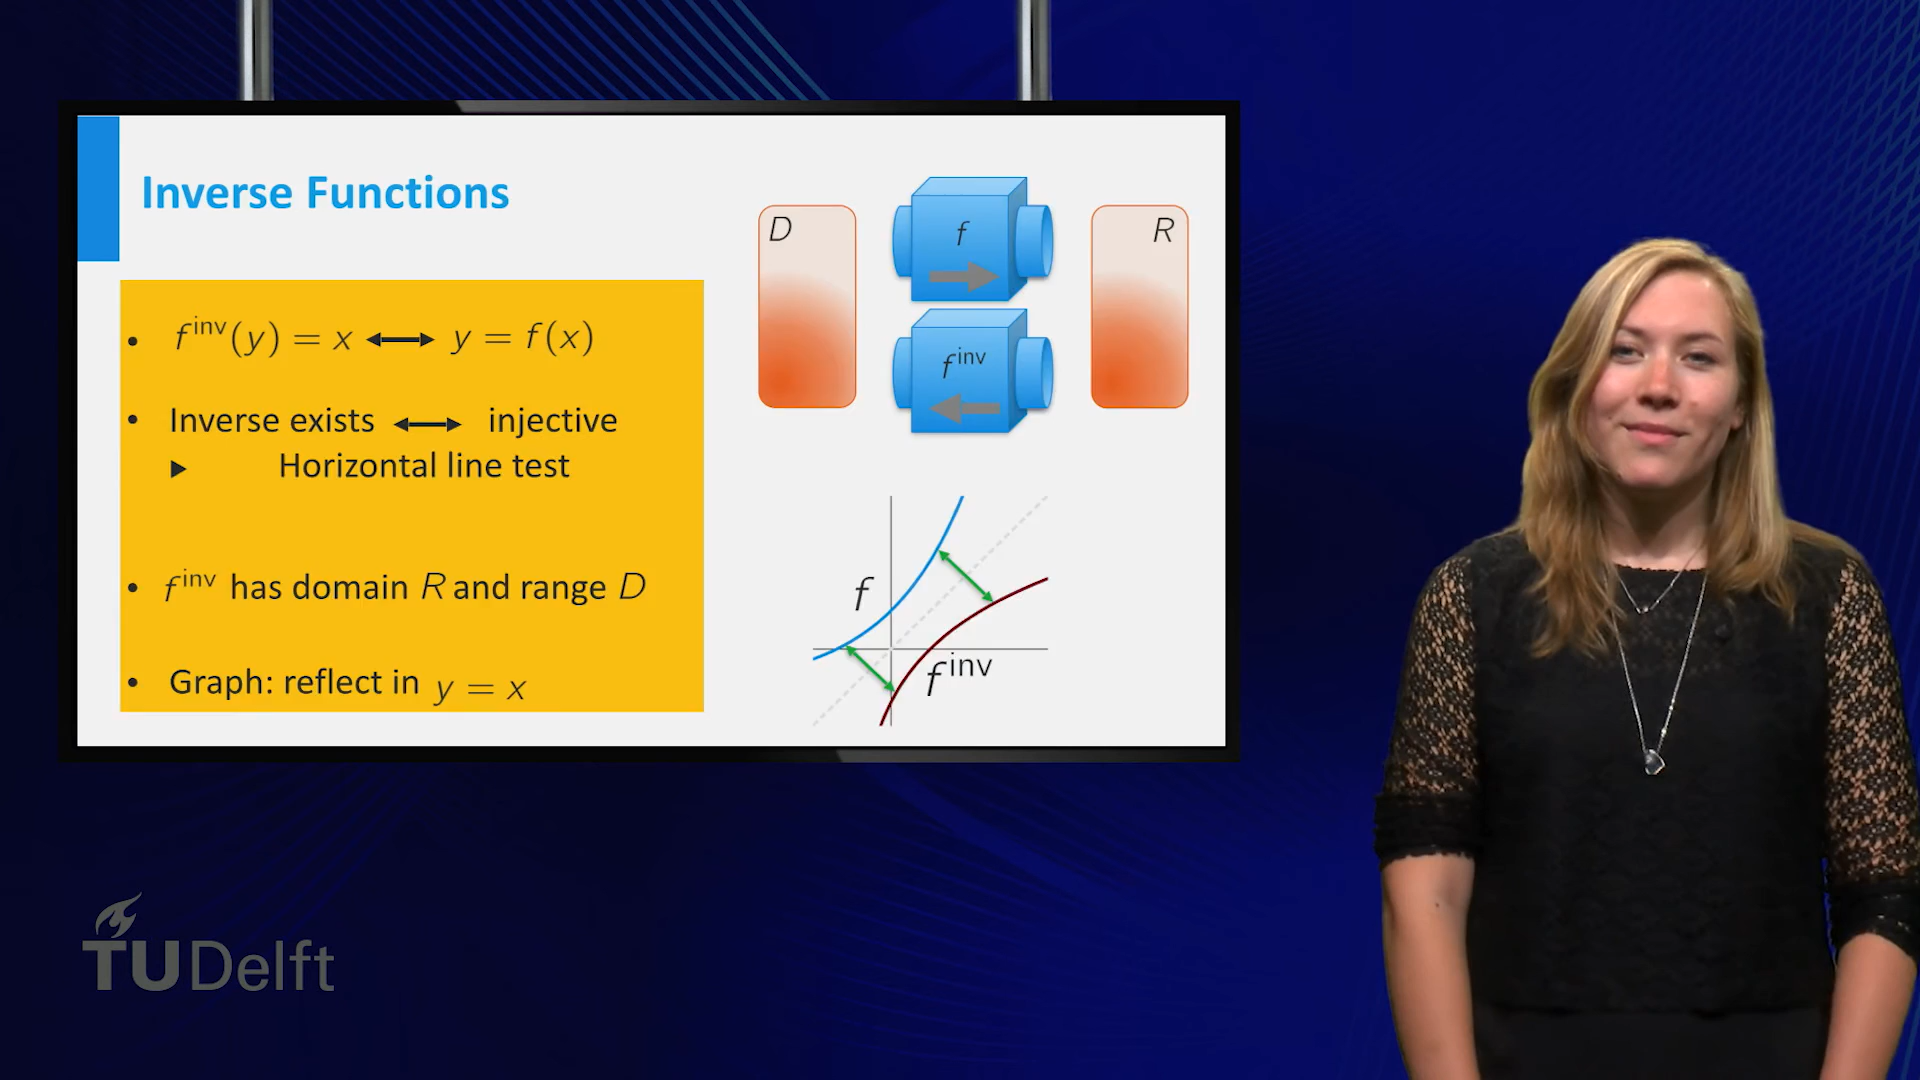 Inverse Functions
• f^inv(y) = x ⟷ y = f(x)
• Inverse exists ⟷ injective
▶ Horizontal line test
• f^inv has domain R and range D
• Graph: reflect in y = x
D
f
R
f^inv
f
f^inv
TUDelft